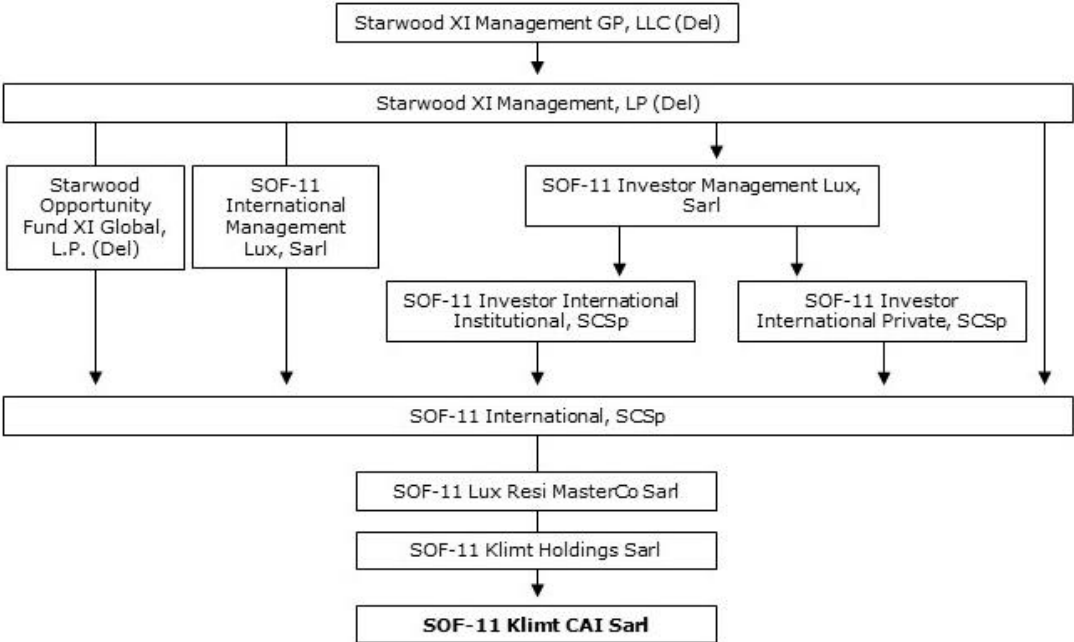 Starwood XI Management GP, LLC (Del)
Starwood XI Management, LP (Del)
Starwood
Opportunity
Fund XI Global,
L.P. (Del)
SOF-11
International
Management
Lux, Sarl
SOF-11 Investor Management Lux,
Sarl
SOF-11 Investor International
Institutional, SCSp
SOF-11 Investor
International Private, SCSp
SOF-11 International, SCSp
SOF-11 Lux Resi MasterCo Sarl
SOF-11 Klimt Holdings Sarl
SOF-11 Klimt CAI Sarl